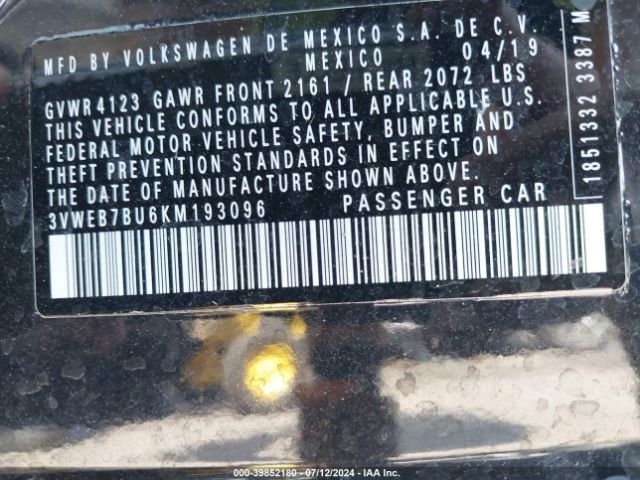 MFD BY VOLKSWAGEN DE MEXICO S.A. DE C.V.
MEXICO 04/19
GVWR 4123 GAWR FRONT 2161 / REAR 2072 LBS
THIS VEHICLE CONFORMS TO ALL APPLICABLE U.S.
FEDERAL MOTOR VEHICLE SAFETY, BUMPER AND
THEFT PREVENTION STANDARDS IN EFFECT ON
THE DATE OF MANUFACTURE SHOWN ABOVE.
3VWEB7BU6KM193096 PASSENGER CAR
1851332 3387 M
000-39852180 - 07/12/2024 - IAA Inc.